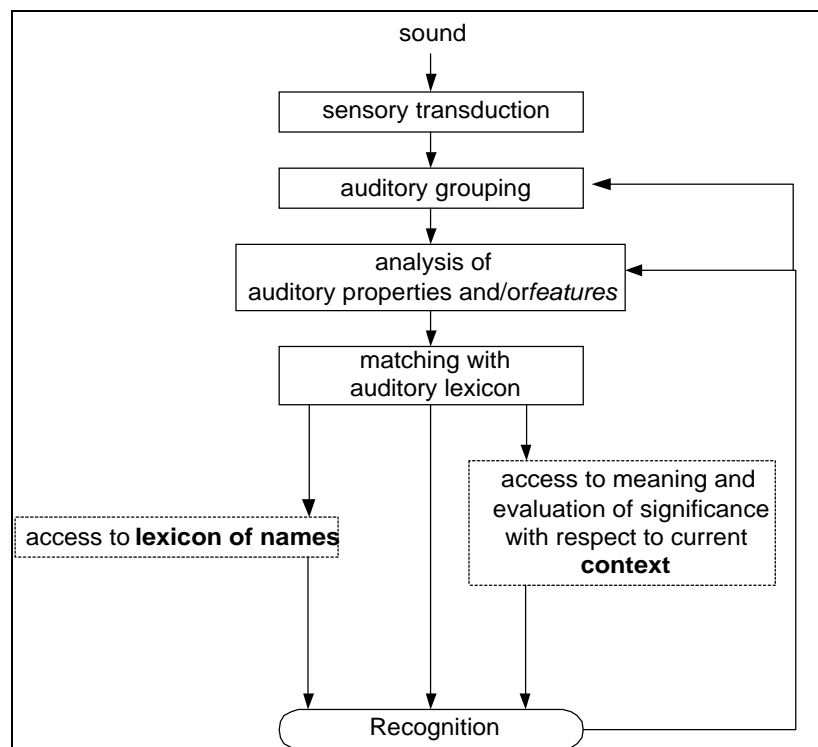 sound
sensory transduction
auditory grouping
analysis of
auditory properties and/orfeatures
matching with
auditory lexicon
access to meaning and
evaluation of significance
with respect to current
context
access to lexicon of names
Recognition